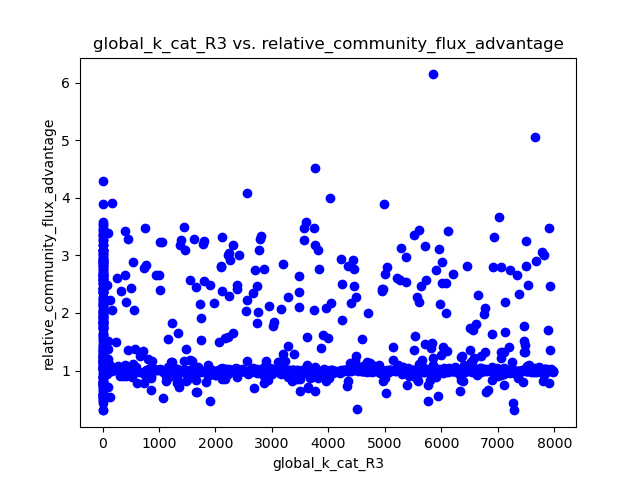 global_k_cat_R3 vs. relative_community_flux_advantage
relative_community_flux_advantage
6
5
4
3
2
1
0 1000 2000 3000 4000 5000 6000 7000 8000
global_k_cat_R3